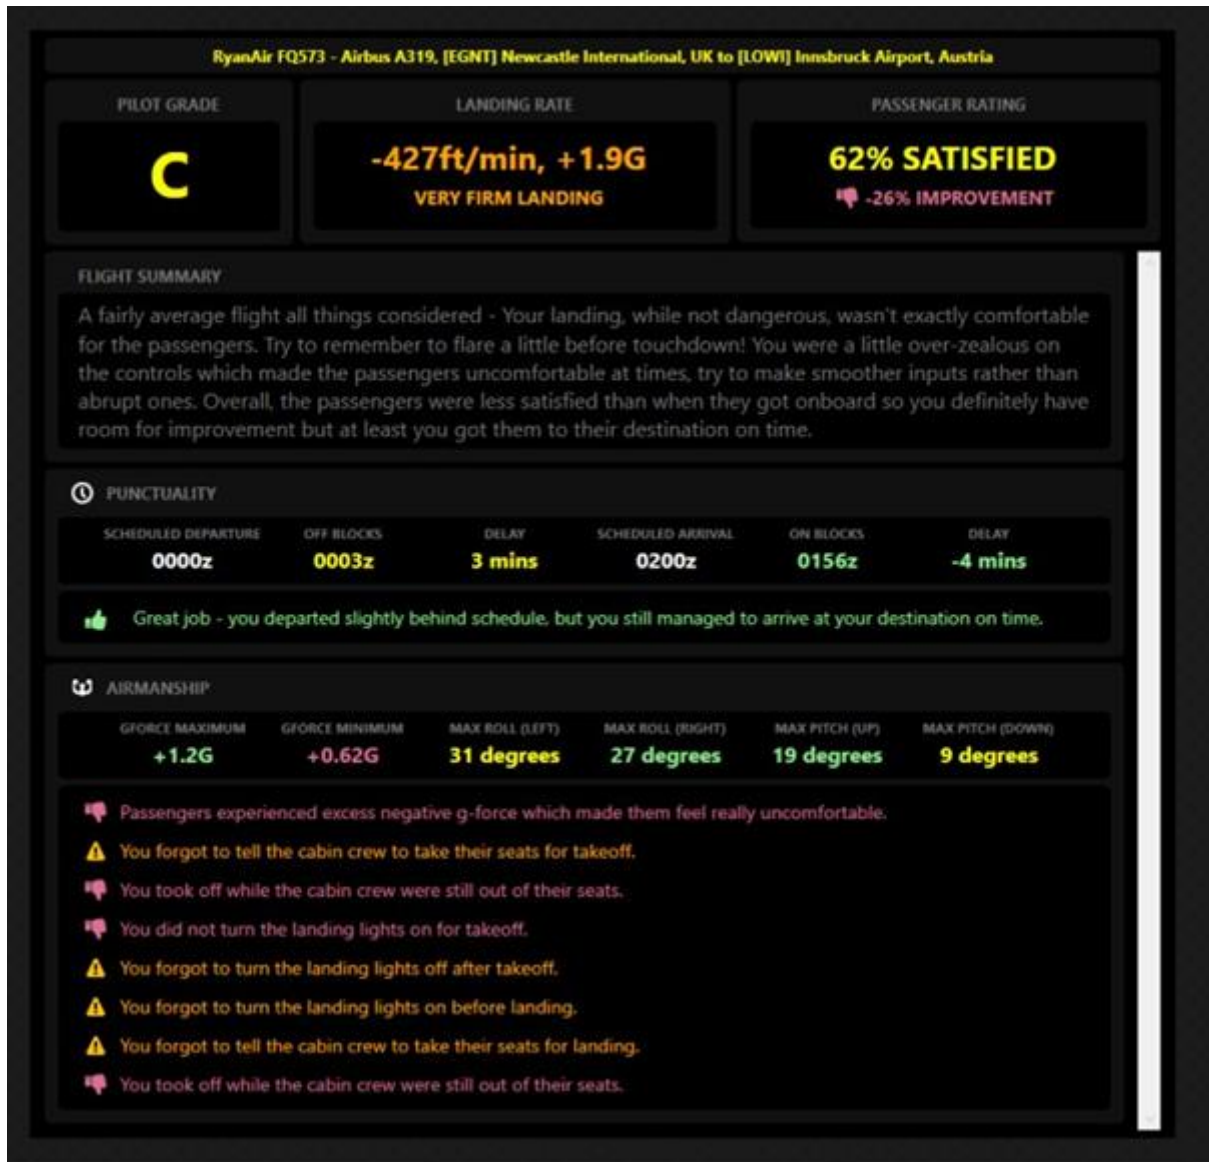 RyanAir FQ573 - Airbus A319, [EGNT] Newcastle International, UK to [LOWI] Innsbruck Airport, Austria
PILOT GRADE
C
LANDING RATE
-427ft/min, +1.9G
VERY FIRM LANDING
PASSENGER RATING
62% SATISFIED
-26% IMPROVEMENT
FLIGHT SUMMARY
A fairly average flight all things considered - Your landing, while not dangerous, wasn't exactly comfortable
for the passengers. Try to remember to flare a little before touchdown! You were a little over-zealous on
the controls which made the passengers uncomfortable at times, try to make smoother inputs rather than
abrupt ones. Overall, the passengers were less satisfied than when they got onboard so you definitely have
room for improvement but at least you got them to their destination on time.
PUNCTUALITY
SCHEDULED DEPARTURE OFF BLOCKS DELAY SCHEDULED ARRIVAL ON BLOCKS DELAY
0000z 0003z 3 mins 0200z 0156z -4 mins
Great job - you departed slightly behind schedule, but you still managed to arrive at your destination on time.
AIRMANSHIP
GFORCE MAXIMUM GFORCE MINIMUM MAX ROLL (LEFT) MAX ROLL (RIGHT) MAX PITCH (UP) MAX PITCH (DOWN)
+1.2G +0.62G 31 degrees 27 degrees 19 degrees 9 degrees
Passengers experienced excess negative g-force which made them feel really uncomfortable.
You forgot to tell the cabin crew to take their seats for takeoff.
You took off while the cabin crew were still out of their seats.
You did not turn the landing lights on for takeoff.
You forgot to turn the landing lights off after takeoff.
You forgot to turn the landing lights on before landing.
You forgot to tell the cabin crew to take their seats for landing.
You took off while the cabin crew were still out of their seats.